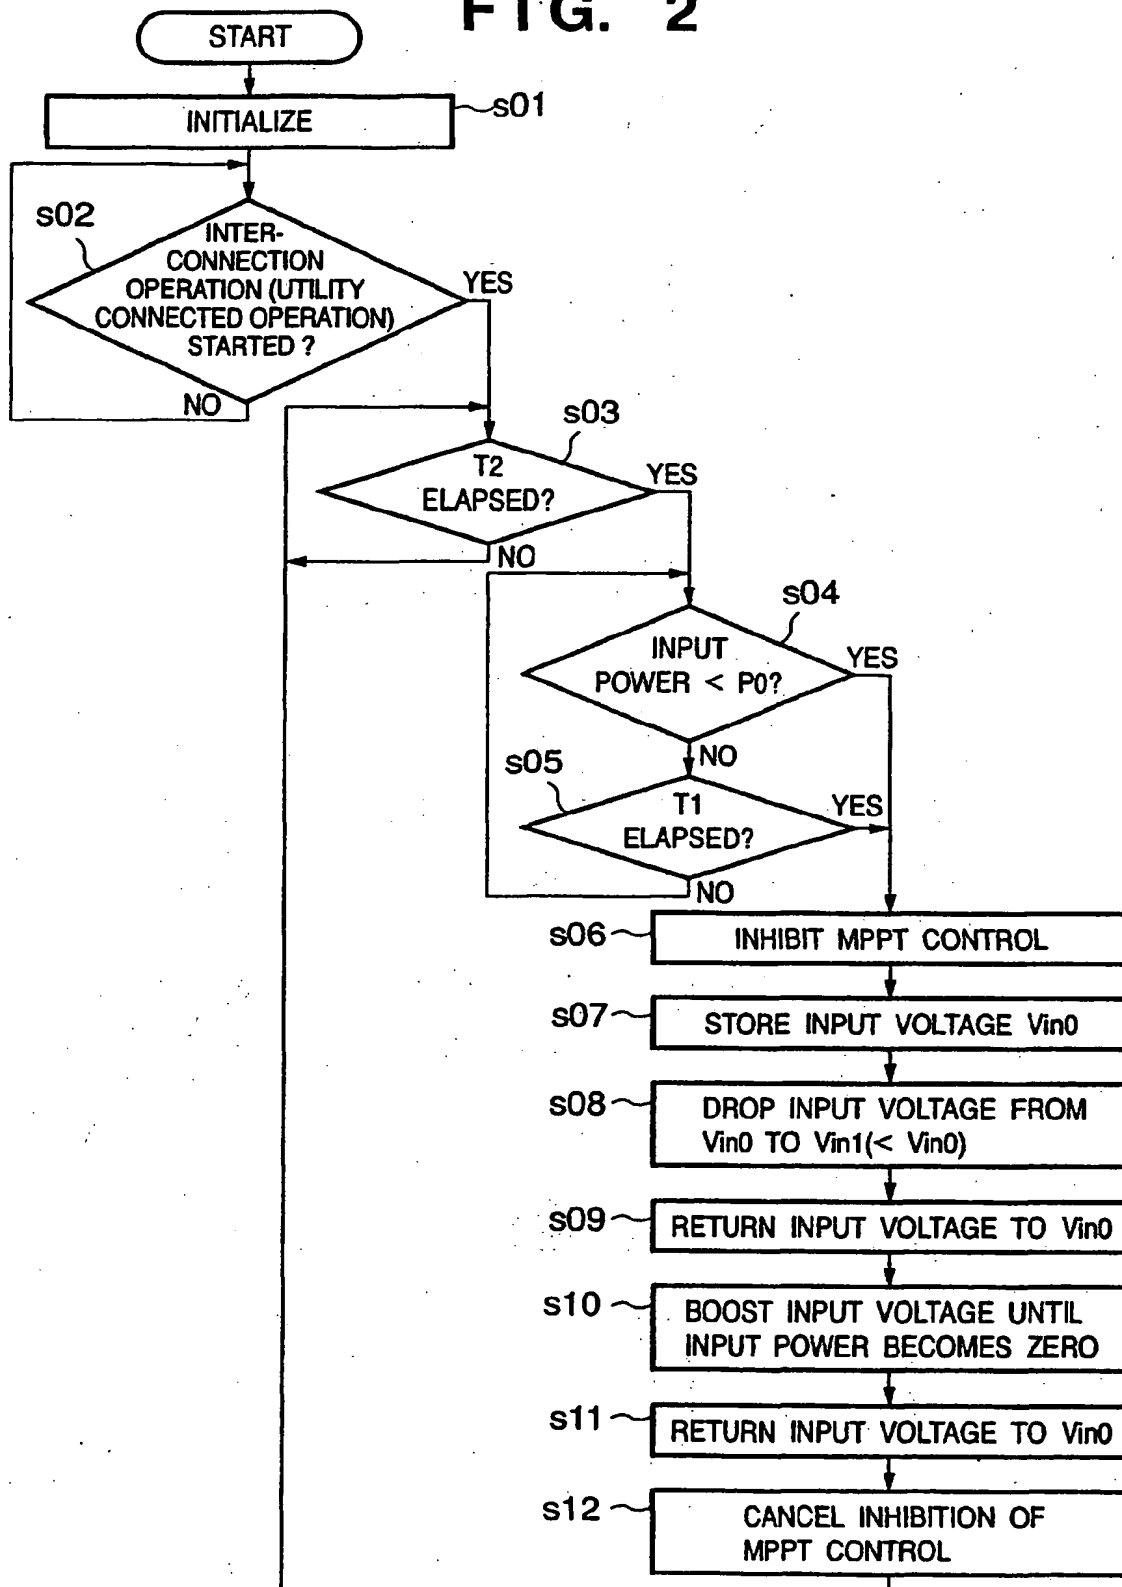 FIG. 2
START
INITIALIZE
s01
s02
INTER-
CONNECTION
OPERATION (UTILITY
CONNECTED OPERATION)
STARTED ?
YES
NO
s03
T2
ELAPSED?
YES
NO
s04
INPUT
POWER < P0?
YES
NO
s05
T1
ELAPSED?
YES
NO
s06
INHIBIT MPPT CONTROL
s07
STORE INPUT VOLTAGE Vin0
s08
DROP INPUT VOLTAGE FROM
Vin0 TO Vin1(< Vin0)
s09
RETURN INPUT VOLTAGE TO Vin0
s10
BOOST INPUT VOLTAGE UNTIL
INPUT POWER BECOMES ZERO
s11
RETURN INPUT VOLTAGE TO Vin0
s12
CANCEL INHIBITION OF
MPPT CONTROL